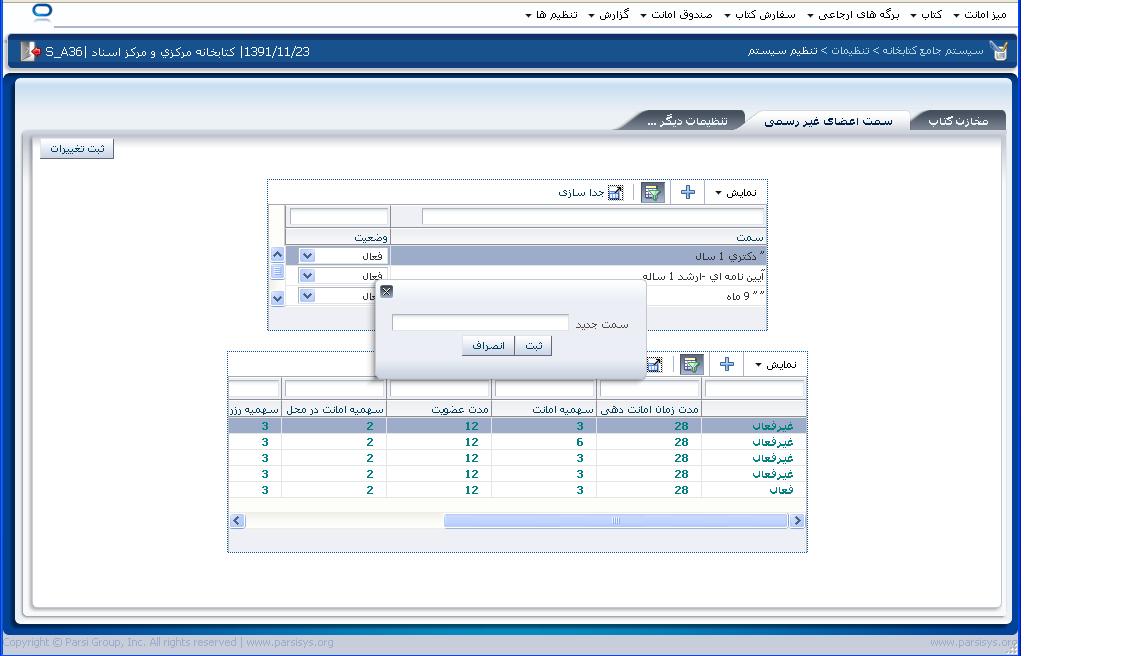 میز امانت کتاب برگه های ارجاعی سفارش کتاب صندوق امانت گزارش تنظیم ها
سیستم جامع کتابخانه > تنظیمات > تنظیم سیستم
1391/11/23| کتابخانه مرکزي و مرکز اسناد |S_A36
مخازن کتاب سمت اعضای غیر رسمی تنظیمات دیگر ...
ثبت تغییرات
نمایش جدا سازی
سمت وضعیت
" دکتري 1 سال فعال
آيين نامه اي -ارشد 1 ساله فعال
" " 9 ماه فعال
سمت جدید
ثبت انصراف
نمایش
مدت زمان امانت دهی سهمیه امانت مدت عضویت سهمیه امانت در محل سهمیه رزر
غیرفعال 28 3 12 2 3
غیرفعال 28 6 12 2 3
غیرفعال 28 3 12 2 3
غیرفعال 28 3 12 2 3
فعال 28 3 12 2 3
Copyright © Parsi Group, Inc. All rights reserved | www.parsisys.org
www.parsisys.org